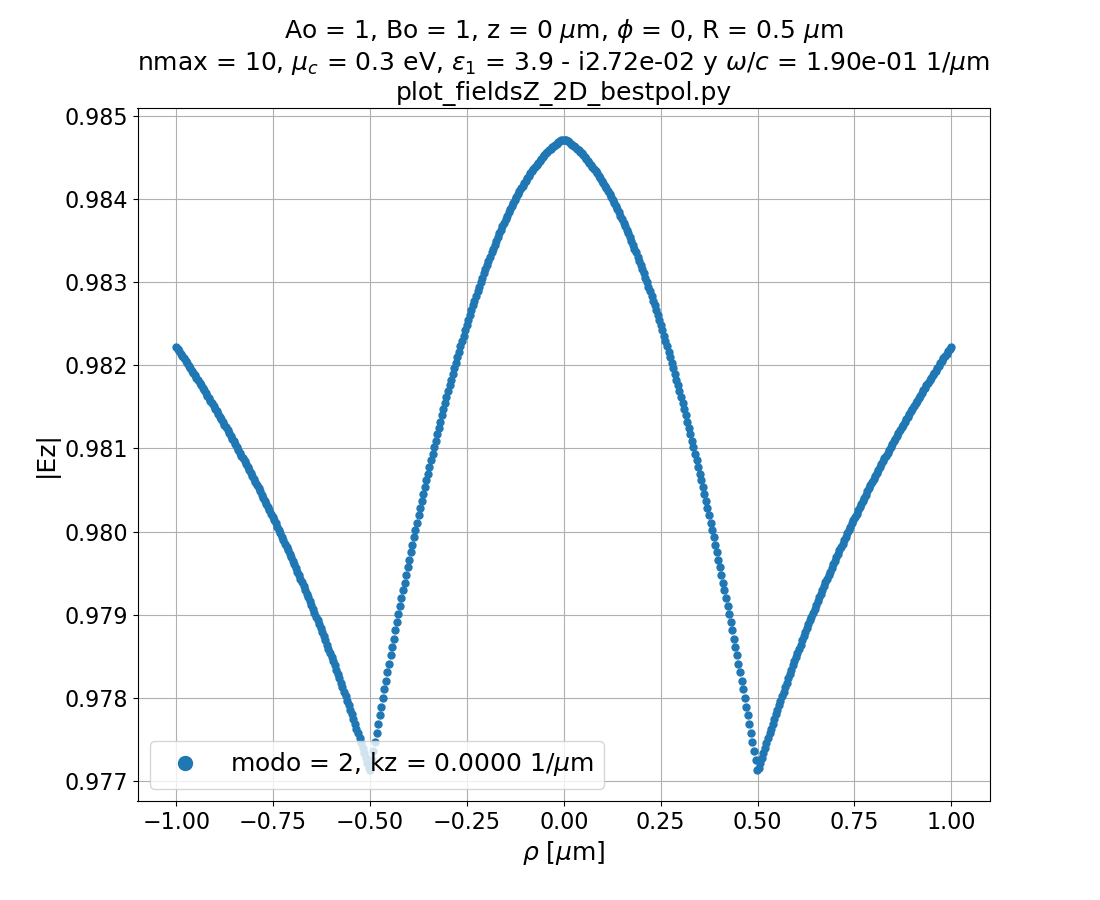 Ao = 1, Bo = 1, z = 0 μm, ϕ = 0, R = 0.5 μm
nmax = 10, μc = 0.3 eV, ε1 = 3.9 - i2.72e-02 y ω/c = 1.90e-01 1/μm
plot_fieldsZ_2D_bestpol.py
0.985
0.984
0.983
0.982
0.981
0.980
0.979
0.978
0.977
|Ez|
modo = 2, kz = 0.0000 1/μm
−1.00 −0.75 −0.50 −0.25 0.00 0.25 0.50 0.75 1.00
ρ [μm]